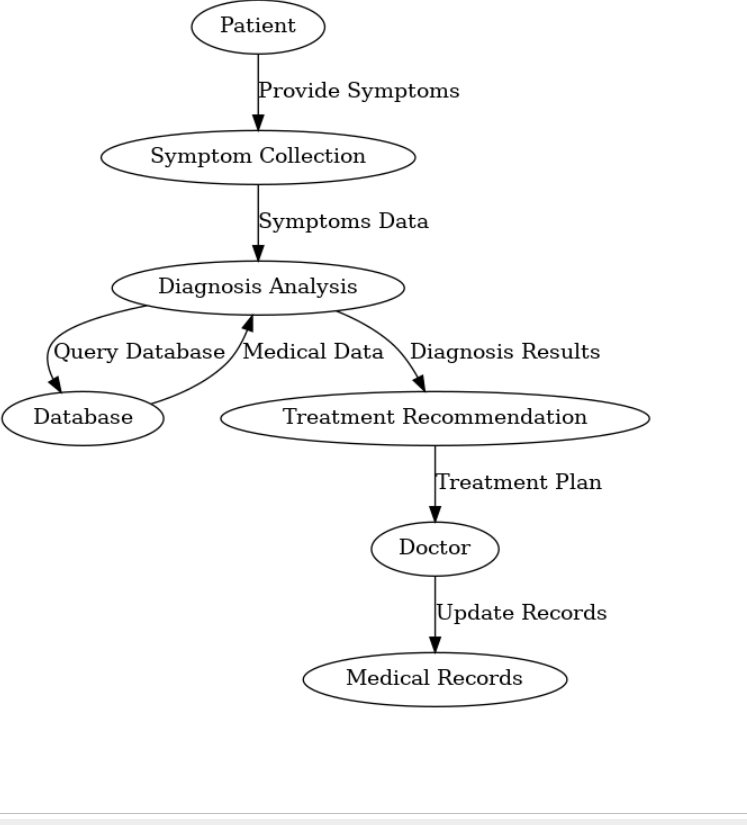 Patient
Provide Symptoms
Symptom Collection
Symptoms Data
Diagnosis Analysis
Query Database
Medical Data
Diagnosis Results
Database
Treatment Recommendation
Treatment Plan
Doctor
Update Records
Medical Records